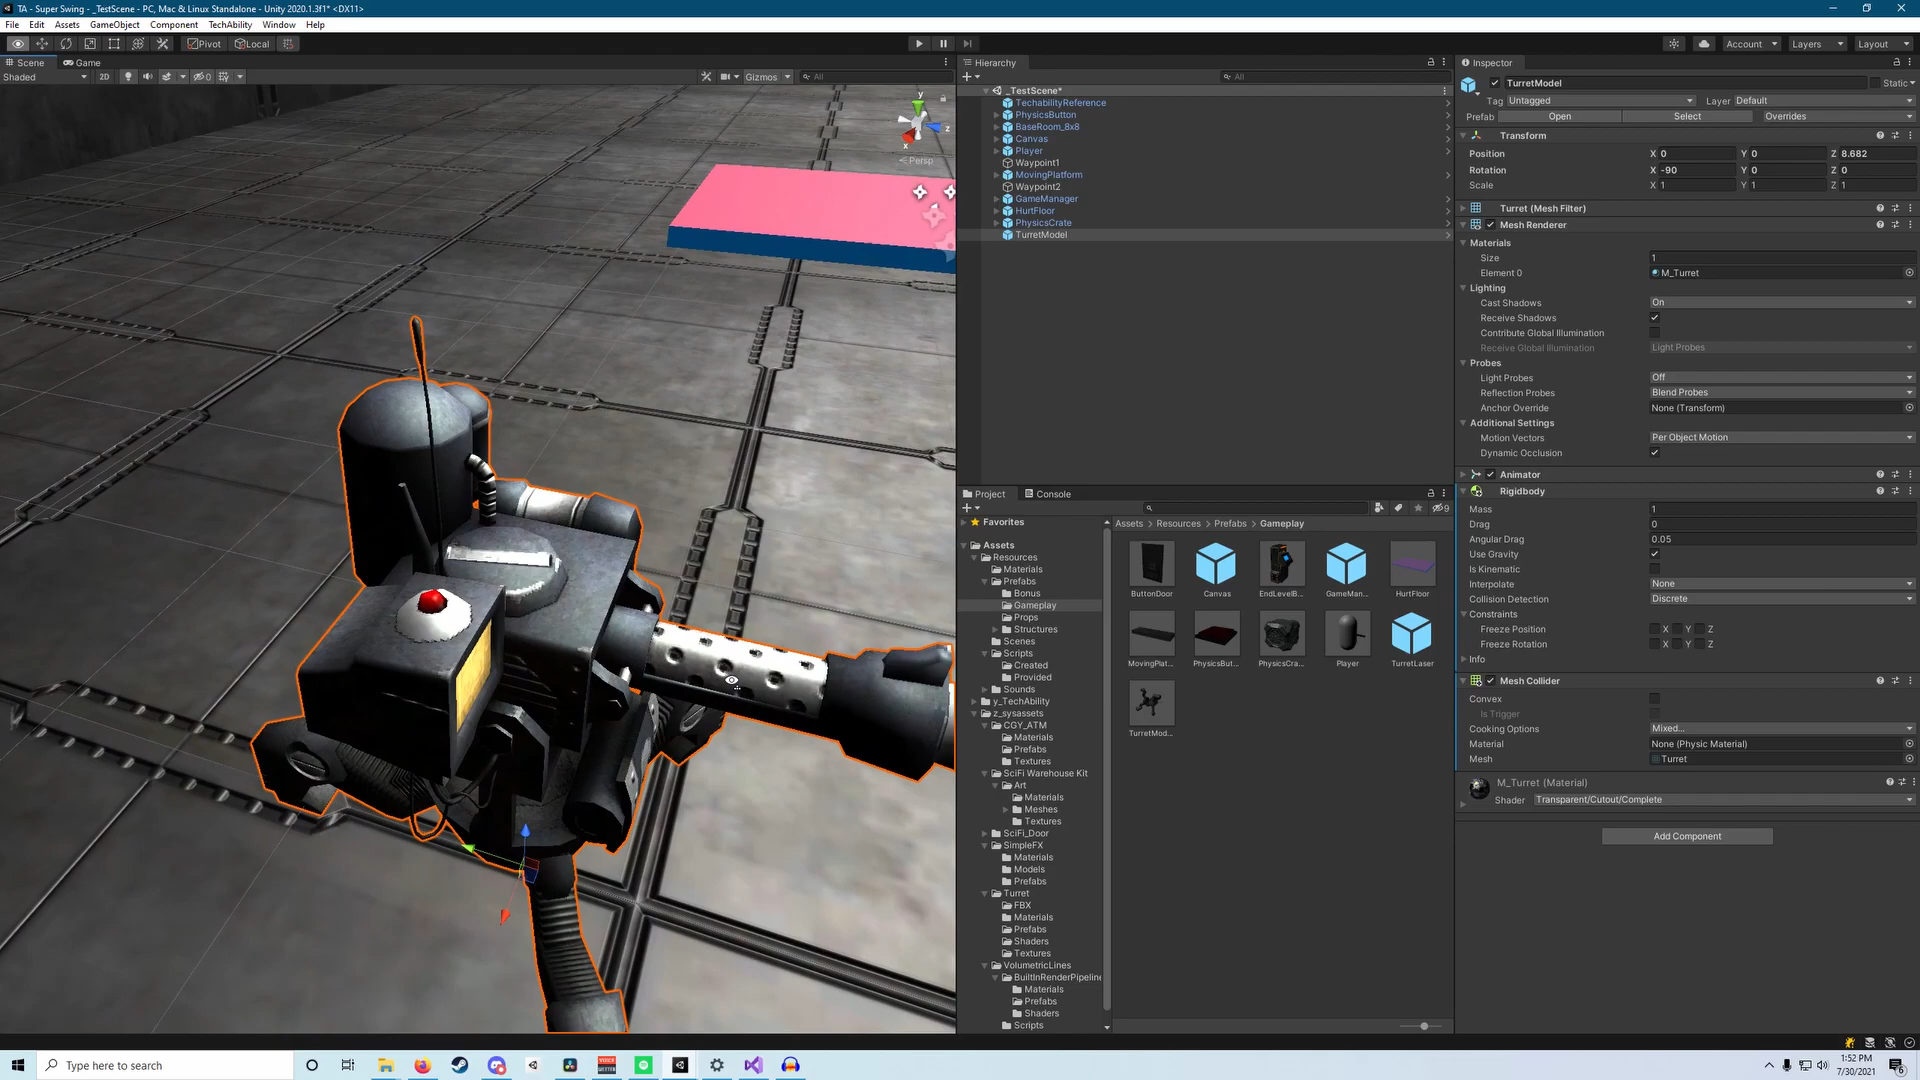 TA - Super Swing - _TestScene - PC, Mac & Linux Standalone - Unity 2020.1.3f1* <DX11>
File Edit Assets GameObject Component TechAbility Window Help
Pivot Local Account Layers Layout
Scene Game
Shaded 2D 0 Gizmos All
y
z
x
Persp
Hierarchy
All
_TestScene*
TechabilityReference
PhysicsButton
BaseRoom_8x8
Canvas
Player
Waypoint1
MovingPlatform
Waypoint2
GameManager
HurtFloor
PhysicsCrate
TurretModel
Project Console
9
Favorites
Assets
Resources
Materials
Prefabs
Bonus
Gameplay
Props
Structures
Scenes
Scripts
Created
Provided
Sounds
y_TechAbility
z_sysassets
CGY_ATM
Materials
Prefabs
Textures
SciFi Warehouse Kit
Art
Materials
Meshes
Textures
SciFi_Door
SimpleFX
Materials
Models
Prefabs
Turret
FBX
Materials
Prefabs
Shaders
Textures
VolumetricLines
BuiltInRenderPipeline
Materials
Prefabs
Shaders
Scripts
Assets > Resources > Prefabs > Gameplay
ButtonDoor Canvas EndLevelB... GameMan... HurtFloor
MovingPlat... PhysicsBut... PhysicsCra... Player TurretLaser
TurretMod...
Inspector
TurretModel Static
Tag Untagged Layer Default
Prefab Open Select Overrides
Transform
Position X 0 Y 0 Z 8.682
Rotation X -90 Y 0 Z 0
Scale X 1 Y 1 Z 1
Turret (Mesh Filter)
Mesh Renderer
Materials
Size 1
Element 0 M_Turret
Lighting
Cast Shadows On
Receive Shadows
Contribute Global Illumination
Receive Global Illumination Light Probes
Probes
Light Probes Off
Reflection Probes Blend Probes
Anchor Override None (Transform)
Additional Settings
Motion Vectors Per Object Motion
Dynamic Occlusion
Animator
Rigidbody
Mass 1
Drag 0
Angular Drag 0.05
Use Gravity
Is Kinematic
Interpolate None
Collision Detection Discrete
Constraints
Freeze Position X Y Z
Freeze Rotation X Y Z
Info
Mesh Collider
Convex
Is Trigger
Cooking Options Mixed...
Material None (Physic Material)
Mesh Turret
M_Turret (Material)
Shader Transparent/Cutout/Complete
Add Component
Type here to search
1:52 PM
7/30/2021
6